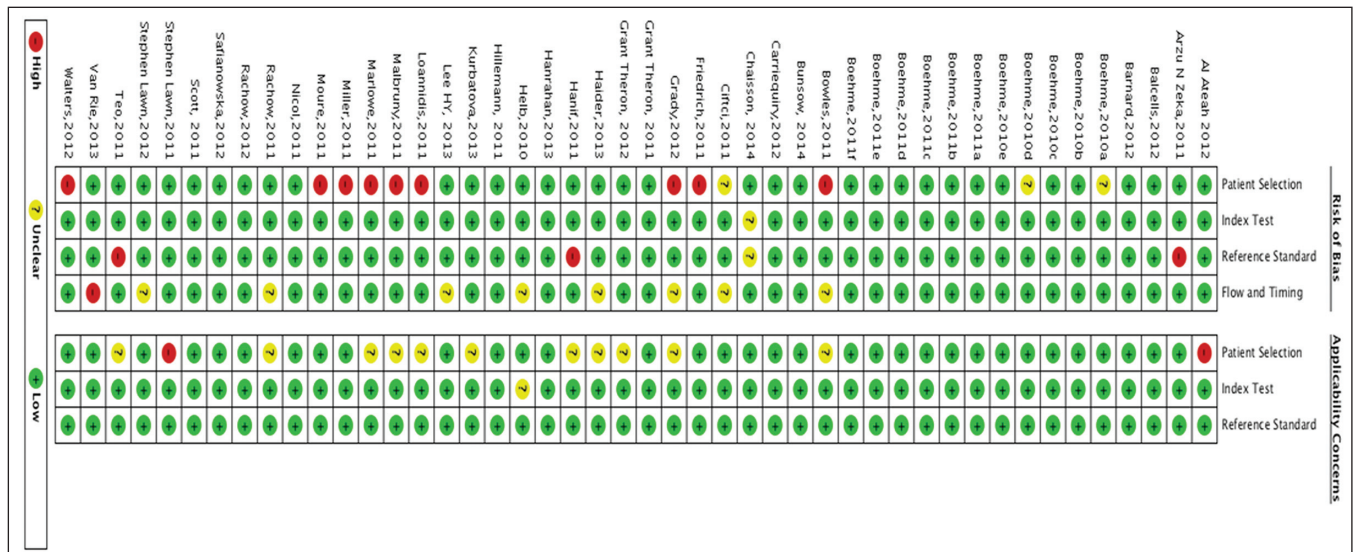 Risk of Bias
Applicability Concerns
Patient Selection
Index Test
Reference Standard
Flow and Timing
Patient Selection
Index Test
Reference Standard
Al Ateah 2012 + + + + - + +
Arzu N Zeka,2011 + + - + + + +
Balcells,2012 + + + + + + +
Barnard,2012 + + + + + + +
Boehme,2010a ? + + + + + +
Boehme,2010b + + + + + + +
Boehme,2010c + + + + + + +
Boehme,2010d ? + + + + + +
Boehme,2010e + + + + + + +
Boehme,2011a + + + + + + +
Boehme,2011b + + + + + + +
Boehme,2011c + + + + + + +
Boehme,2011d + + + + + + +
Boehme,2011e + + + + + + +
Boehme,2011f + + + + + + +
Bowles,2011 - + + ? ? + +
Bunsow, 2014 + + + + + + +
Carriequiry,2012 + + + + + + +
Chaisson, 2014 + ? ? + + + +
Ciftci,2011 ? + + ? + + +
Friedrich,2011 - + + + + + +
Grady,2012 - + + ? ? + +
Grant Theron, 2011 + + + + + + +
Grant Theron, 2012 + + + + ? + +
Haider,2013 + + + ? ? + +
Hanif,2011 + + - + ? + +
Hanrahan,2013 + + + + + + +
Helb,2010 + + + ? + ? +
Hillemann, 2011 + + + + + + +
Kurbatova,2013 + + + + ? + +
Lee HY, 2013 + + + ? + + +
Loannidis,2011 - + + + ? + +
Malbruny,2011 - + + + ? + +
Marlowe,2011 - + + + ? + +
Miller,2011 - + + + + + +
Moure,2011 - + + + + + +
Nicol,2011 + + + + + + +
Rachow,2011 + + + ? ? + +
Rachow,2012 + + + + + + +
Safianowska,2012 + + + + + + +
Scott, 2011 + + + + + + +
Stephen Lawn,2011 + + + + - + +
Stephen Lawn,2012 + + + ? + + +
Teo,2011 + + - + ? + +
Van Rie,2013 + + + - + + +
Walters,2012 - + + + + + +
- High
? Unclear
+ Low